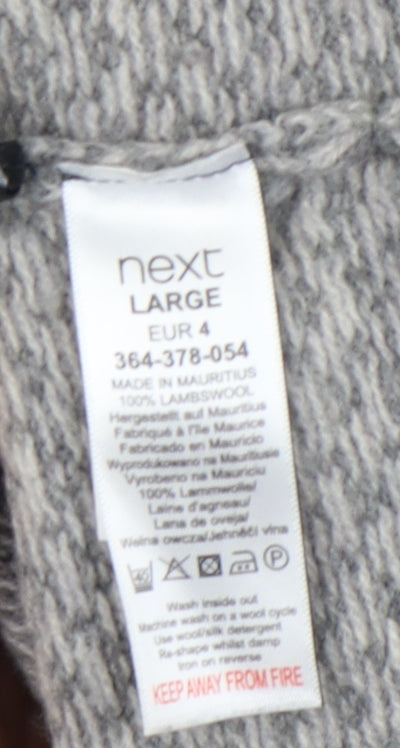 next
LARGE
EUR 4
364-378-054
MADE IN MAURITIUS
100% LAMBSWOOL
Hergestellt auf Mauritius
Fabriqué à l'Ile Maurice
Fabricado en Mauricio
Wyprodukowano na Mauritiusie
Vyrobeno na Mauriciu
100% Lammwolle/
Laine d'agneau/
Lana de oveja/
Wełna owcza/Jehněčí vlna
40 P
Wash inside out
Machine wash on a wool cycle
Use wool/silk detergent
Re-shape whilst damp
Iron on reverse
KEEP AWAY FROM FIRE